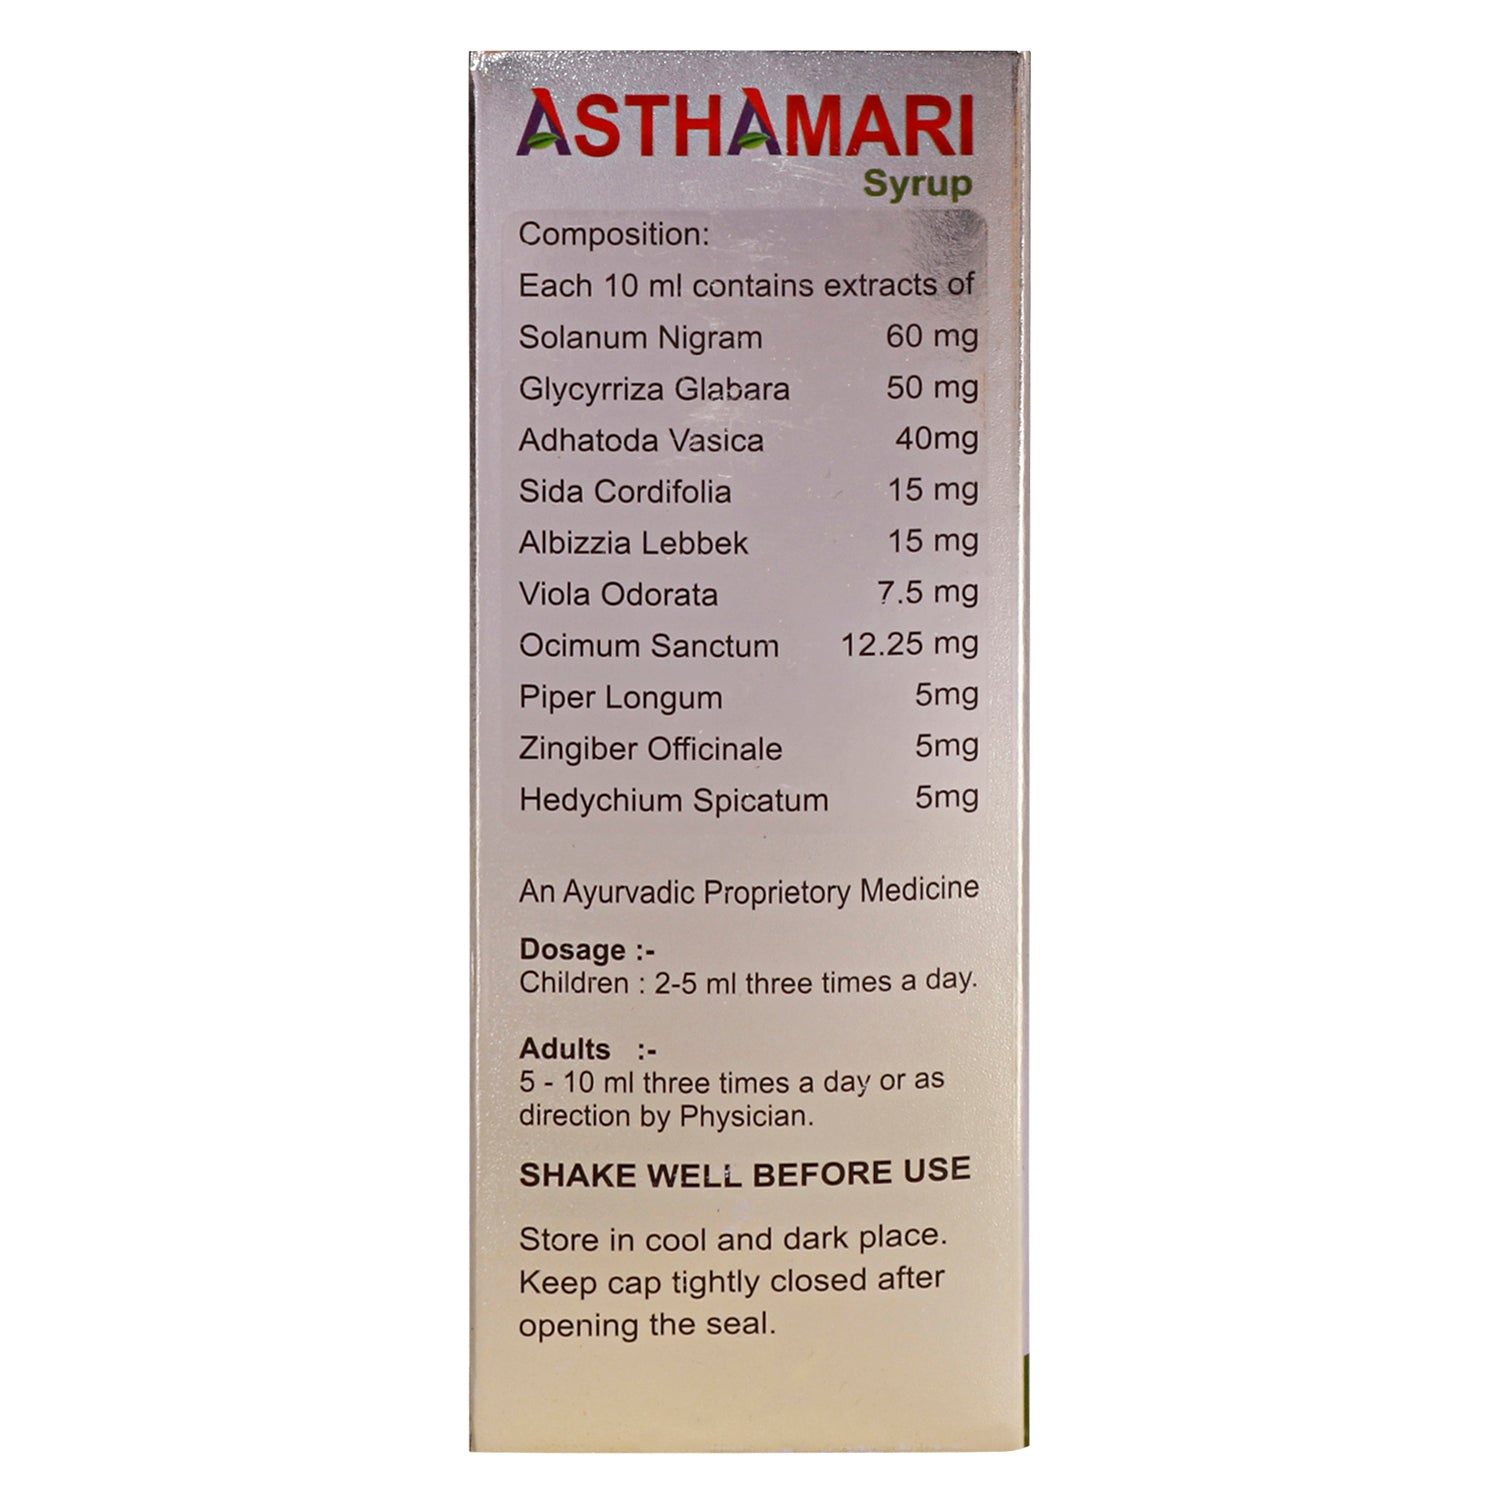 ASTHAMARI
Syrup
Composition:
Each 10 ml contains extracts of
Solanum Nigram 60 mg
Glycyrriza Glabara 50 mg
Adhatoda Vasica 40mg
Sida Cordifolia 15 mg
Albizzia Lebbek 15 mg
Viola Odorata 7.5 mg
Ocimum Sanctum 12.25 mg
Piper Longum 5mg
Zingiber Officinale 5mg
Hedychium Spicatum 5mg
An Ayurvadic Proprietory Medicine
Dosage :-
Children : 2-5 ml three times a day.
Adults :-
5 - 10 ml three times a day or as
direction by Physician.
SHAKE WELL BEFORE USE
Store in cool and dark place.
Keep cap tightly closed after
opening the seal.